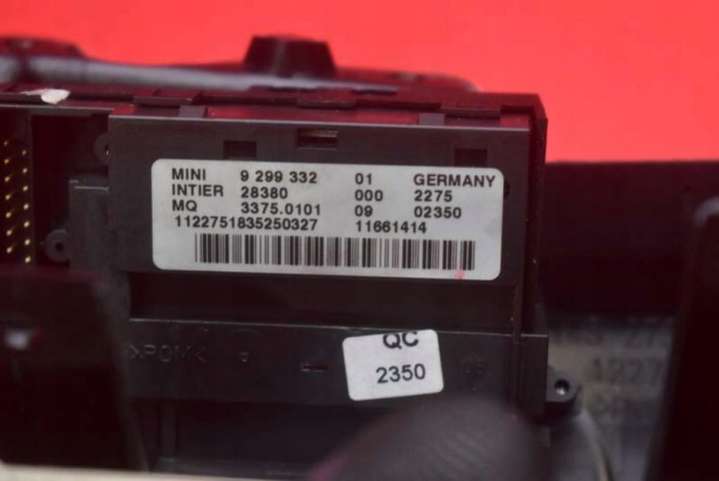 MINI 9 299 332 01 GERMANY
INTIER 28380 000 2275
MQ 3375.0101 09 02350
1122751835250327 11661414
>POM<
QC
2350